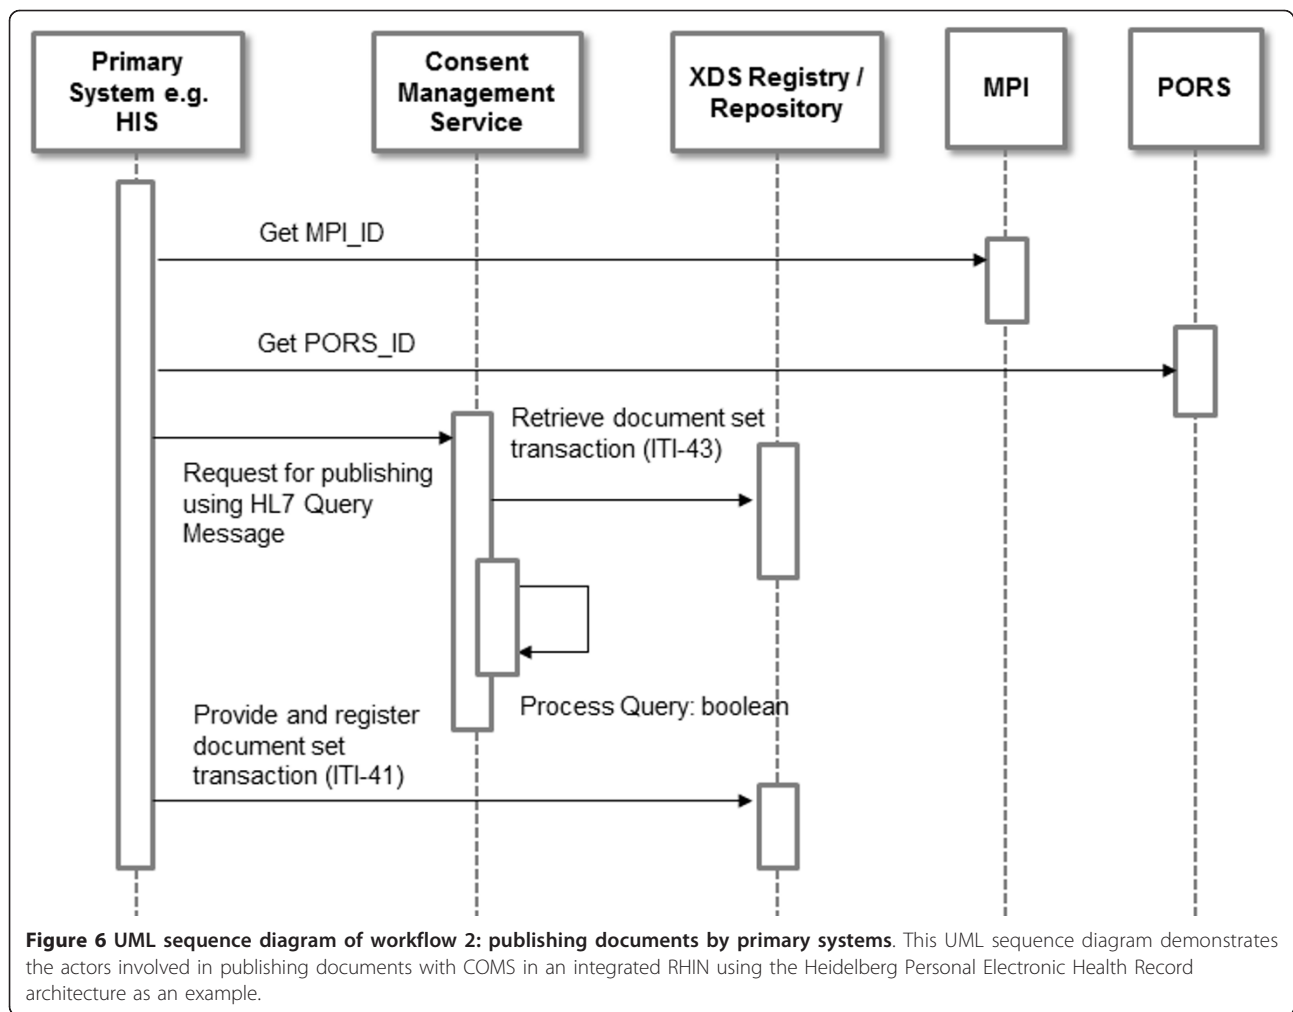 Primary
System e.g.
HIS
Consent
Management
Service
XDS Registry /
Repository
MPI
PORS
Get MPI_ID
Get PORS_ID
Retrieve document set
transaction (ITI-43)
Request for publishing
using HL7 Query
Message
Process Query: boolean
Provide and register
document set
transaction (ITI-41)
Figure 6 UML sequence diagram of workflow 2: publishing documents by primary systems. This UML sequence diagram demonstrates
the actors involved in publishing documents with COMS in an integrated RHIN using the Heidelberg Personal Electronic Health Record
architecture as an example.